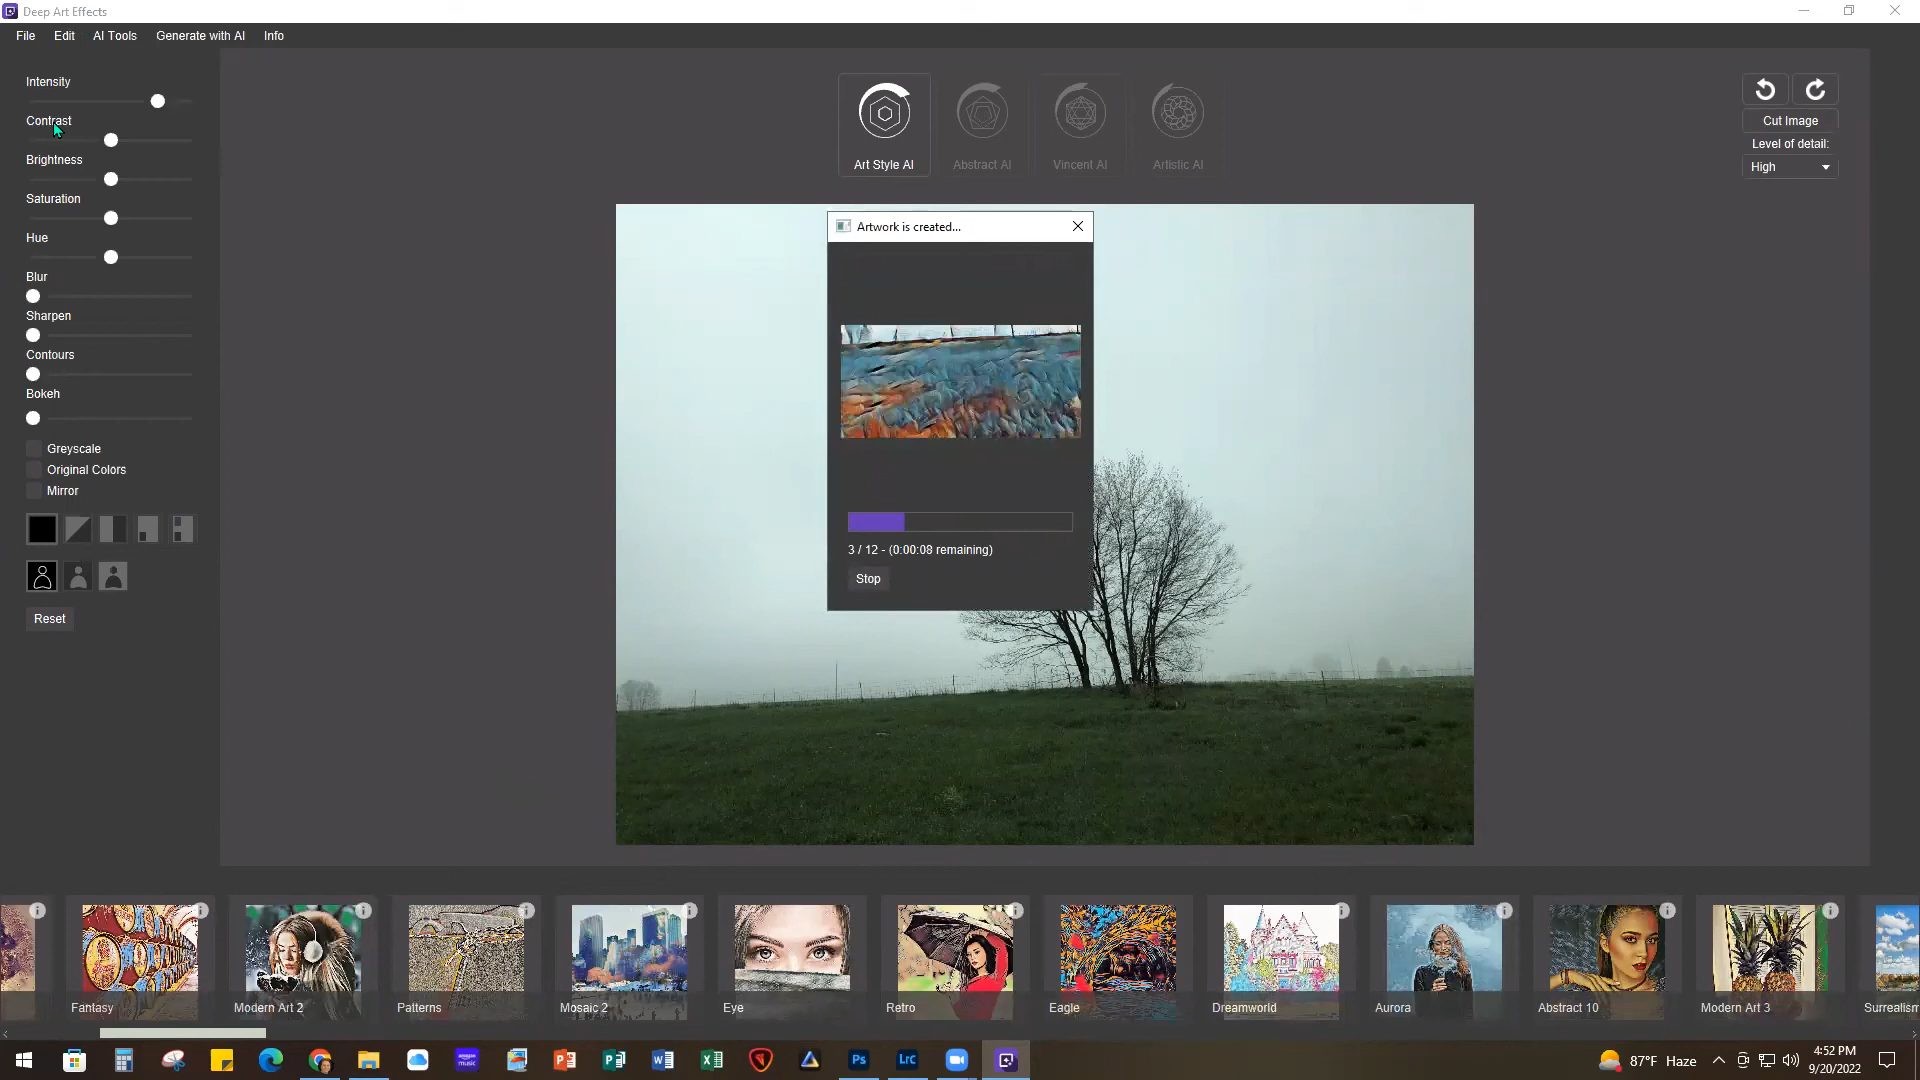 Deep Art Effects
File
Edit
AI Tools
Generate with AI
Info
Intensity
Contrast
Brightness
Saturation
Hue
Blur
Sharpen
Contours
Bokeh
Greyscale
Original Colors
Mirror
Reset
Art Style AI
Abstract AI
Vincent AI
Artistic AI
Cut Image
Level of detail:
High
Artwork is created...
3 / 12 - (0:00:08 remaining)
Stop
Fantasy
Modern Art 2
Patterns
Mosaic 2
Eye
Retro
Eagle
Dreamworld
Aurora
Abstract 10
Modern Art 3
Surrealism
amazon
music
Ps
Lrc
87°F Haze
4:52 PM
9/20/2022